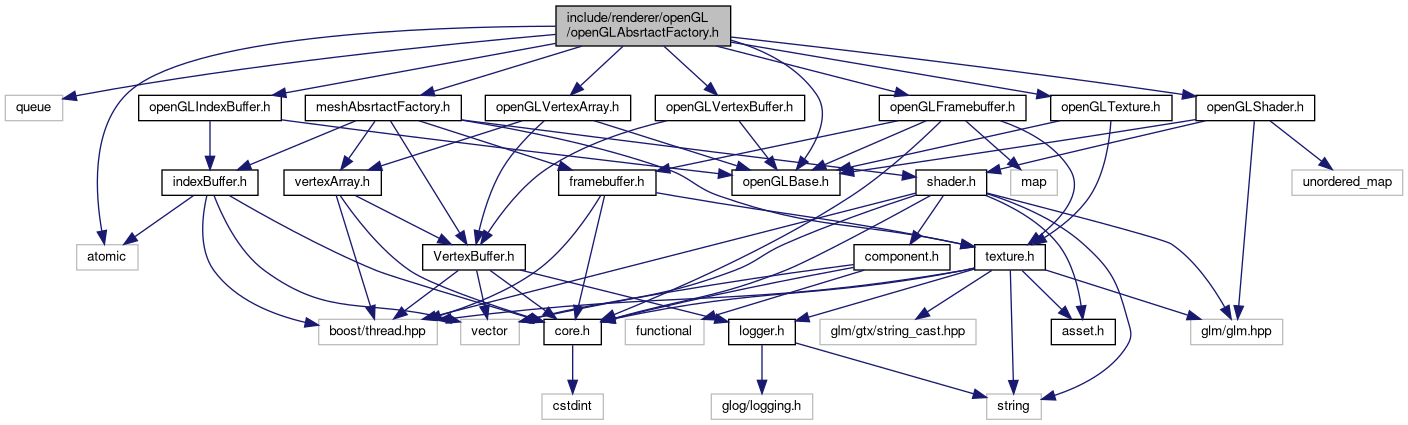 include/renderer/openGL
/openGLAbsrtactFactory.h
queue
openGLIndexBuffer.h
meshAbsrtactFactory.h
openGLVertexArray.h
openGLVertexBuffer.h
openGLFramebuffer.h
openGLTexture.h
openGLShader.h
indexBuffer.h
vertexArray.h
framebuffer.h
openGLBase.h
shader.h
map
unordered_map
atomic
VertexBuffer.h
component.h
texture.h
boost/thread.hpp
vector
core.h
functional
logger.h
glm/gtx/string_cast.hpp
asset.h
glm/glm.hpp
cstdint
glog/logging.h
string